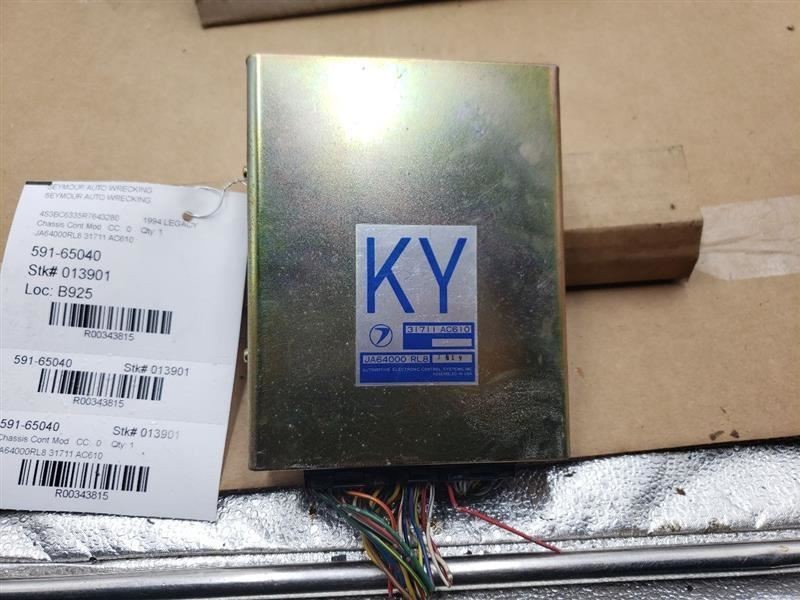 SEYMOUR AUTO WRECKING
SEYMOUR AUTO WRECKING
4S3BC6335R7643280 1994 LEGACY
Chassis Cont Mod CC: 0 Qty: 1
JA64000RL8 31711 AC610
591-65040
Stk# 013901
Loc: B925
R00343815
591-65040 Stk# 013901
R00343815
591-65040 Stk# 013901
Chassis Cont Mod CC: 0 Qty: 1
JA64000RL8 31711 AC610
R00343815
KY
31711 AC610
JA64000 RL8
AUTOMOTIVE ELECTRONIC CONTROL SYSTEMS, INC.
ASSEMBLED IN USA